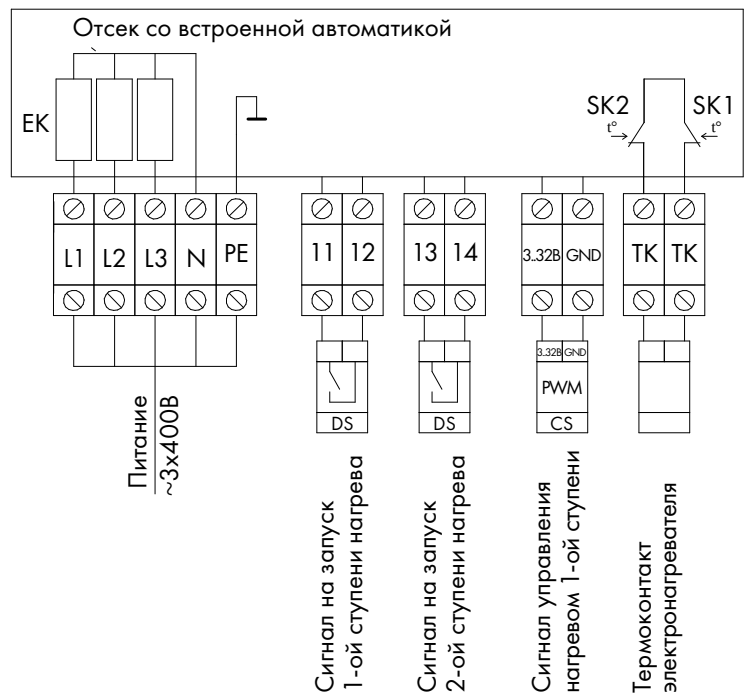 Отсек со встроенной автоматикой
EK
SK2
SK1
t°
t°
L1 L2 L3 N PE
11 12
13 14
3..32В GND
TK TK
3..32В GND
PWM
DS
DS
CS
Питание
~3x400В
Сигнал на запуск
1-ой ступени нагрева
Сигнал на запуск
2-ой ступени нагрева
Сигнал управления
нагревом 1-ой ступени
Термоконтакт
электронагревателя